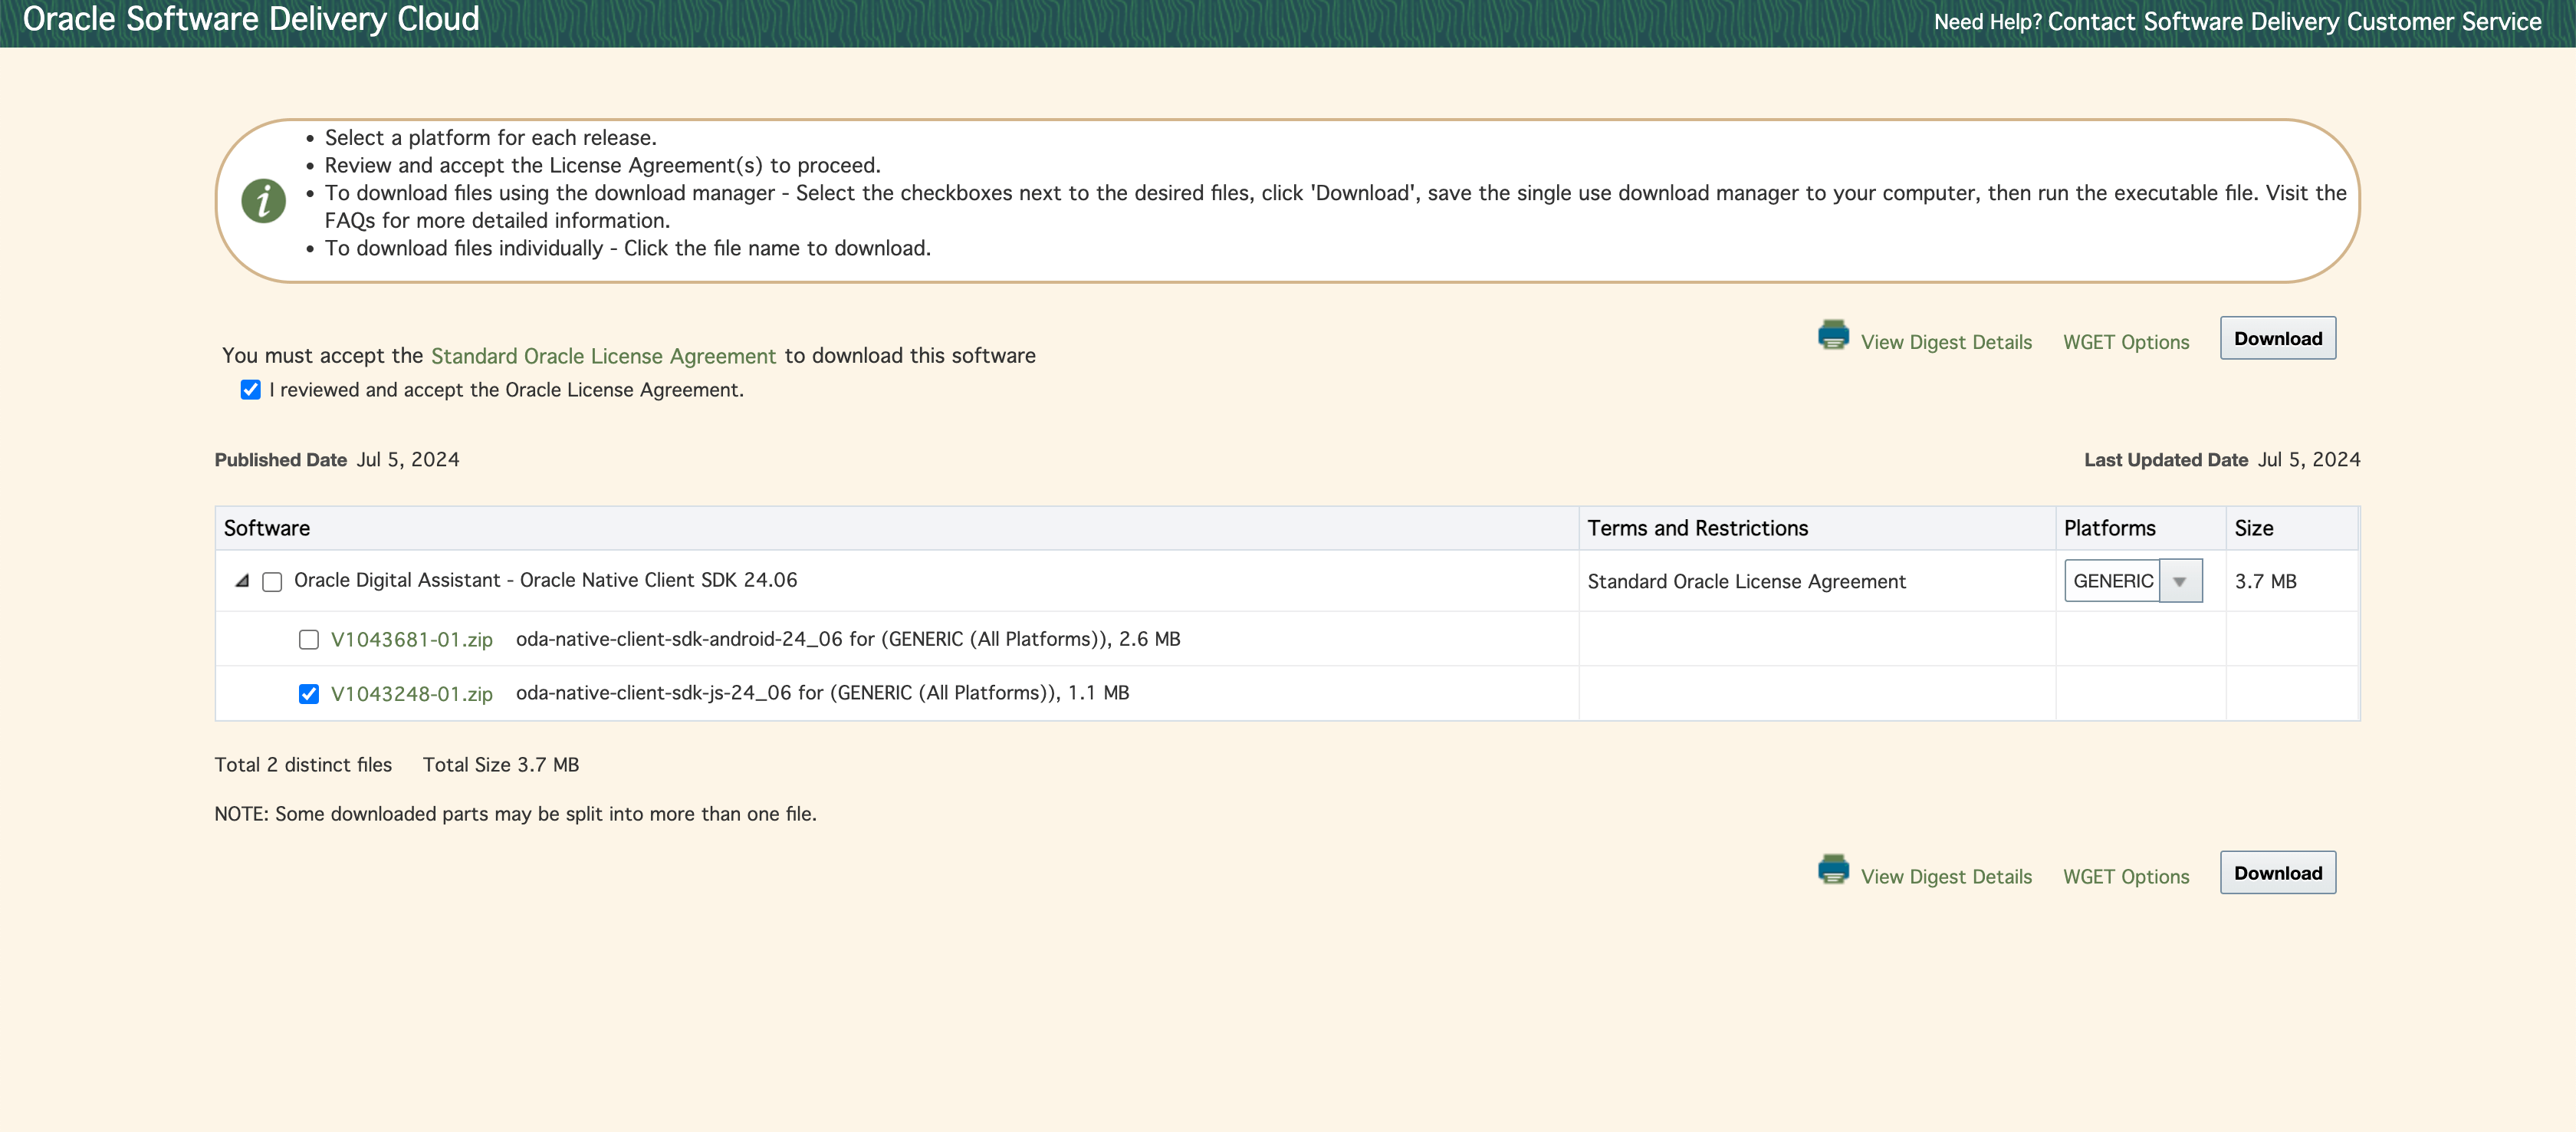 Oracle Software Delivery Cloud
Need Help? Contact Software Delivery Customer Service
• Select a platform for each release.
• Review and accept the License Agreement(s) to proceed.
• To download files using the download manager - Select the checkboxes next to the desired files, click 'Download', save the single use download manager to your computer, then run the executable file. Visit the
FAQs for more detailed information.
• To download files individually - Click the file name to download.
View Digest Details WGET Options Download
You must accept the Standard Oracle License Agreement to download this software
I reviewed and accept the Oracle License Agreement.
Published Date Jul 5, 2024
Last Updated Date Jul 5, 2024
Software Terms and Restrictions Platforms Size
Oracle Digital Assistant - Oracle Native Client SDK 24.06 Standard Oracle License Agreement GENERIC 3.7 MB
V1043681-01.zip oda-native-client-sdk-android-24_06 for (GENERIC (All Platforms)), 2.6 MB
V1043248-01.zip oda-native-client-sdk-js-24_06 for (GENERIC (All Platforms)), 1.1 MB
Total 2 distinct files Total Size 3.7 MB
NOTE: Some downloaded parts may be split into more than one file.
View Digest Details WGET Options Download